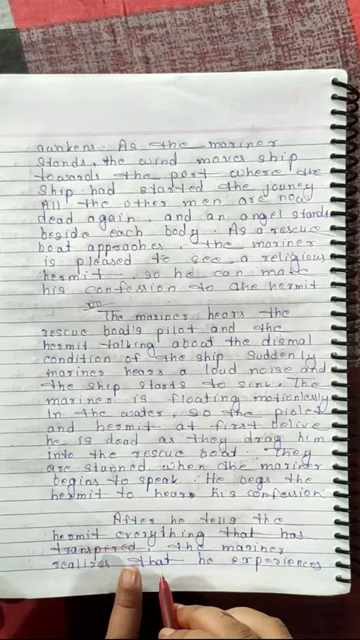 darkens. As the mariner
stands, the wind moves ship
towards the port where the
ship had started the jouney
All the other men are now
dead again, and an angel stands
beside each body. As a rescue
boat approaches, the mariner
is pleased to see a religious
hermit, so he can make
his confession to the hermit
VII
The mariner hears the
rescue boat's pilot and the
hermit talking about the dismal
condition of the ship. Suddenly
mariner hears a loud noise and
the ship starts to sink. The
mariner is floating motionlessly
in the water, so the piolet
and hermit at first belive
he is dead as they drag him
into the rescue boat. They
are stunned when the mariner
begins to speak. He begs the
hermit to hear his confession
After he tells the
hermit everything that has
transpered, the mariner
realizes that he experiences